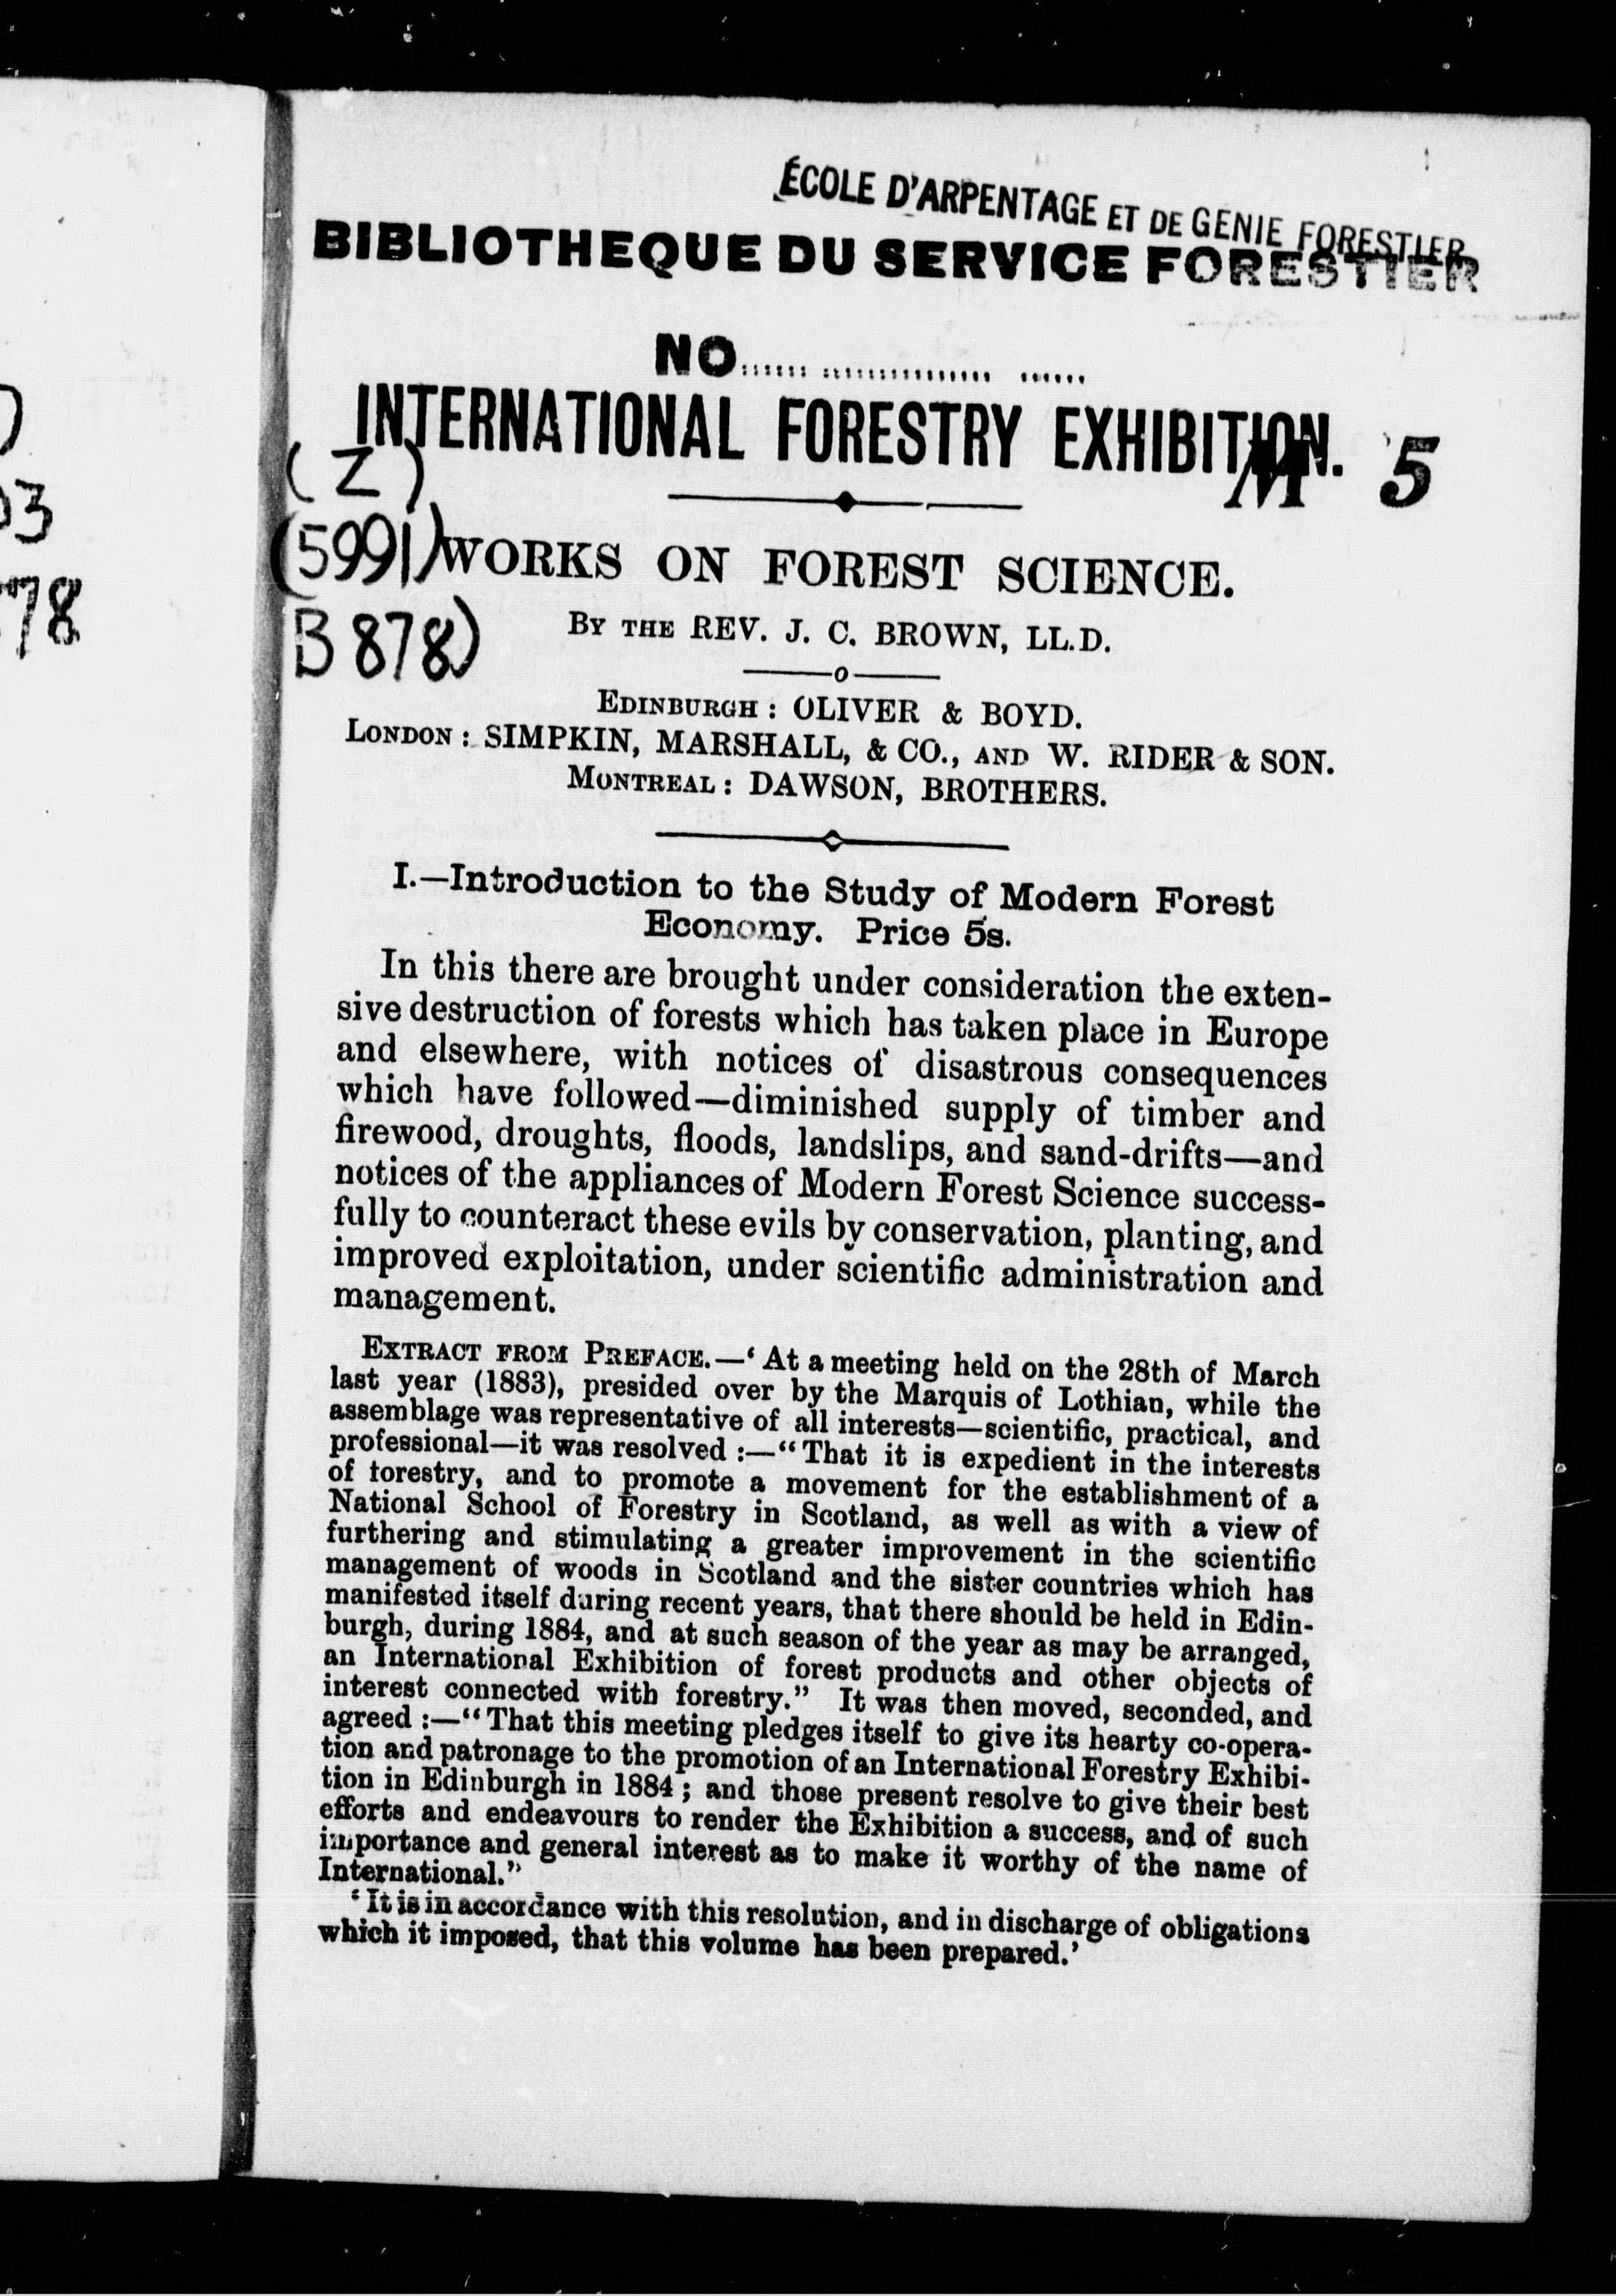 )
03
78
ÉCOLE D'ARPENTAGE ET DE GENIE FORESTIER
BIBLIOTHEQUE DU SERVICE FORESTIER
NO...... ............... ......
INTERNATIONAL FORESTRY EXHIBITION.
(Z)
M 5
(5991)
WORKS ON FOREST SCIENCE.
B878)
BY THE REV. J. C. BROWN, LL.D.
EDINBURGH: OLIVER & BOYD.
LONDON: SIMPKIN, MARSHALL, & CO., AND W. RIDER & SON.
MONTREAL: DAWSON, BROTHERS.
I.—Introduction to the Study of Modern Forest
Economy. Price 5s.
In this there are brought under consideration the exten-
sive destruction of forests which has taken place in Europe
and elsewhere, with notices of disastrous consequences
which have followed—diminished supply of timber and
firewood, droughts, floods, landslips, and sand-drifts—and
notices of the appliances of Modern Forest Science success-
fully to counteract these evils by conservation, planting, and
improved exploitation, under scientific administration and
management.
EXTRACT FROM PREFACE.—‘At a meeting held on the 28th of March
last year (1883), presided over by the Marquis of Lothian, while the
assemblage was representative of all interests—scientific, practical, and
professional—it was resolved :—“That it is expedient in the interests
of forestry, and to promote a movement for the establishment of a
National School of Forestry in Scotland, as well as with a view of
furthering and stimulating a greater improvement in the scientific
management of woods in Scotland and the sister countries which has
manifested itself during recent years, that there should be held in Edin-
burgh, during 1884, and at such season of the year as may be arranged,
an International Exhibition of forest products and other objects of
interest connected with forestry.” It was then moved, seconded, and
agreed :—“That this meeting pledges itself to give its hearty co-opera-
tion and patronage to the promotion of an International Forestry Exhibi-
tion in Edinburgh in 1884; and those present resolve to give their best
efforts and endeavours to render the Exhibition a success, and of such
importance and general interest as to make it worthy of the name of
International.”
‘It is in accordance with this resolution, and in discharge of obligations
which it imposed, that this volume has been prepared.’